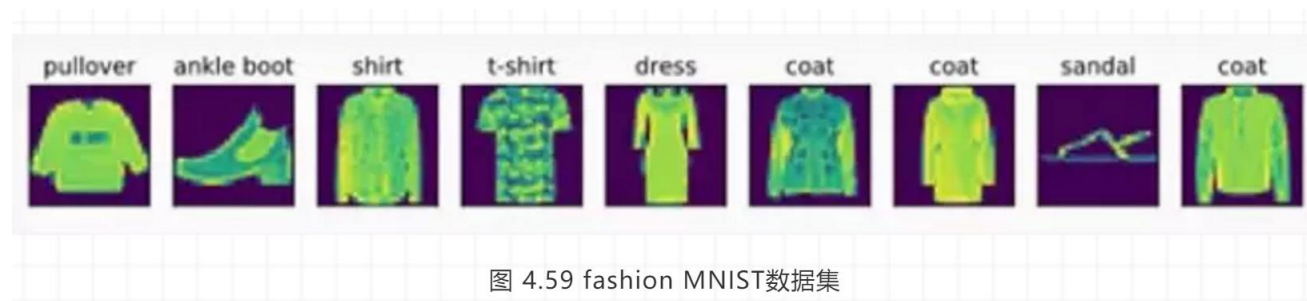 pullover ankle boot shirt t-shirt dress coat coat sandal coat
图 4.59 fashion MNIST数据集